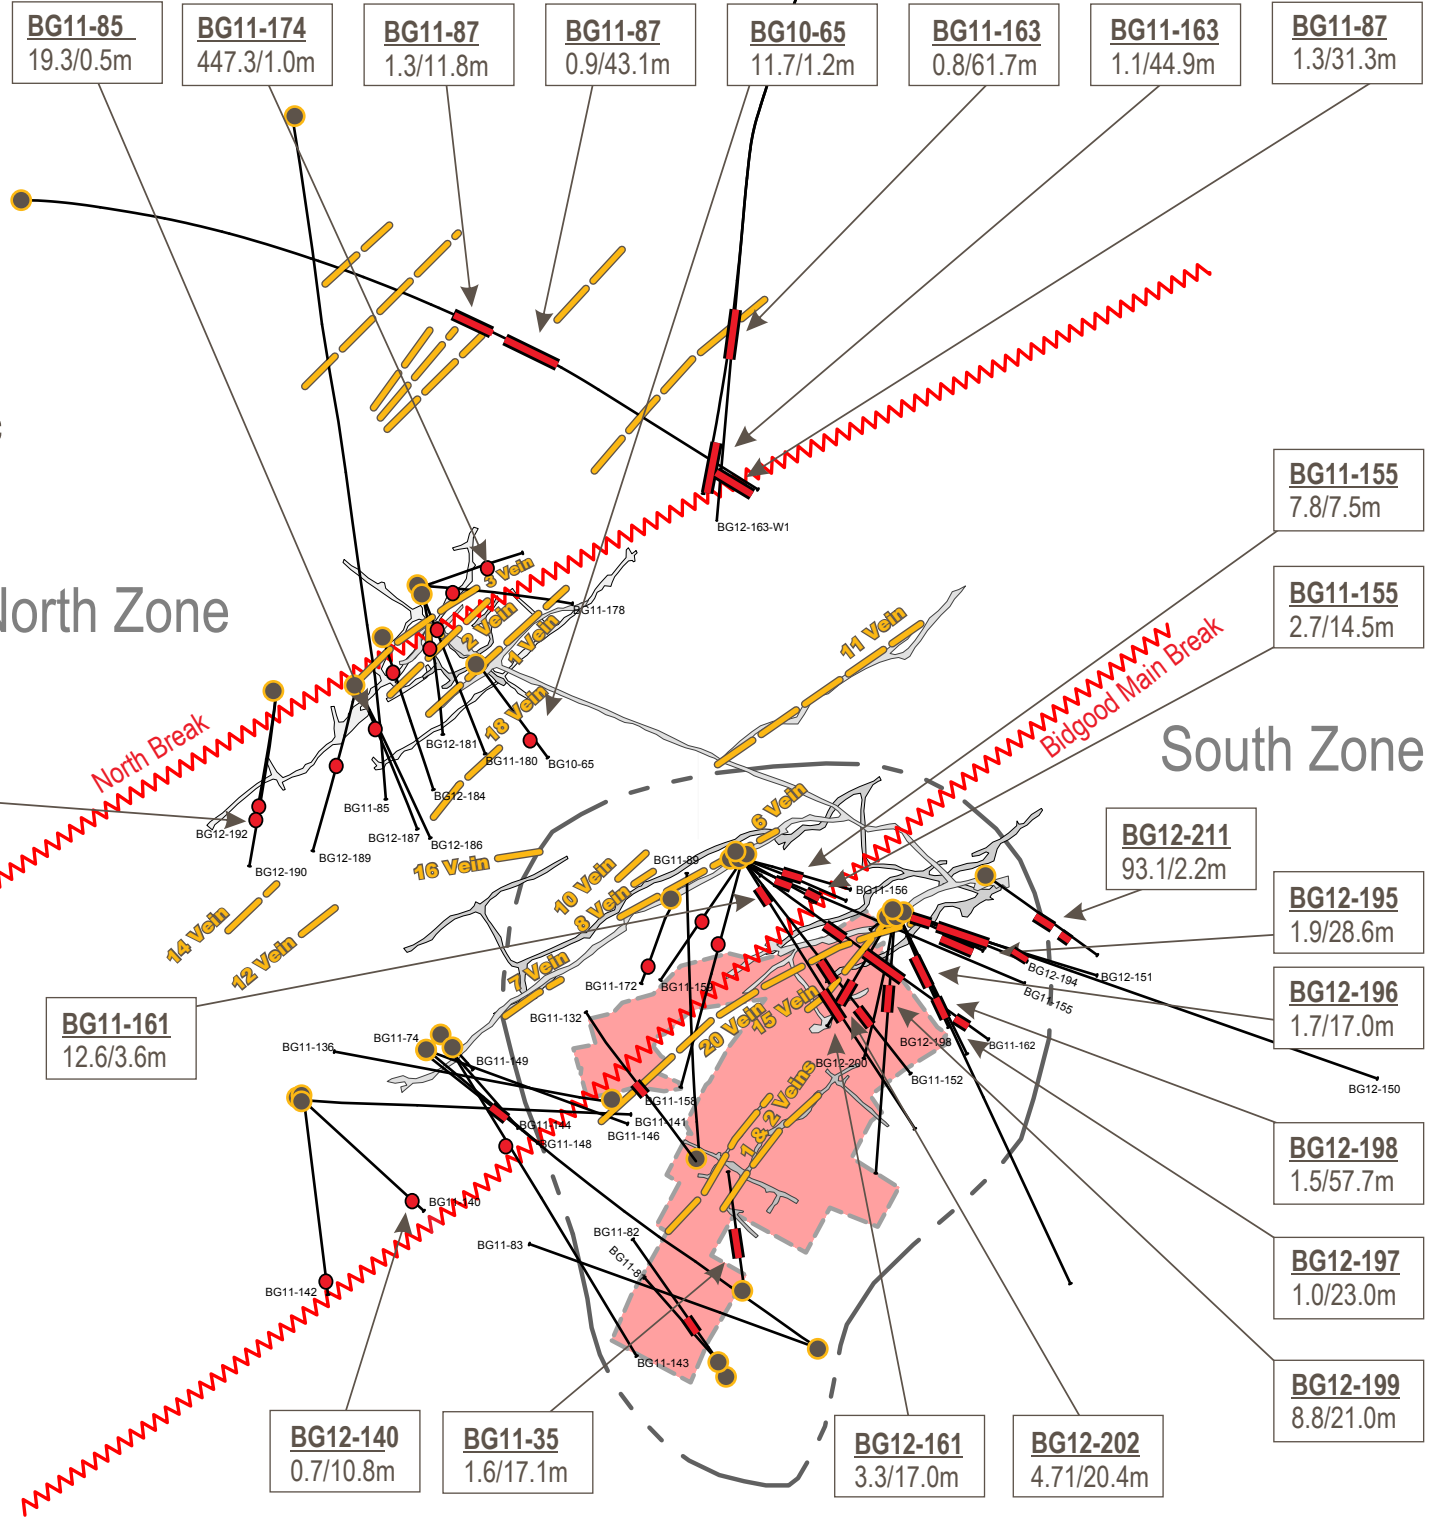 BG11-85
19.3/0.5m
BG11-174
447.3/1.0m
BG11-87
1.3/11.8m
BG11-87
0.9/43.1m
BG10-65
11.7/1.2m
BG11-163
0.8/61.7m
BG11-163
1.1/44.9m
BG11-87
1.3/31.3m
BG11-155
7.8/7.5m
BG12-163-W1
3 Vein
BG11-178
2 Vein
1 Vein
North Zone
BG11-155
2.7/14.5m
11 Vein
Bidgood Main Break
South Zone
North Break
18 Vein
BG12-181
BG11-180
BG10-65
BG12-184
BG11-85
BG12-192
BG12-187
BG12-186
BG12-189
BG12-190
6 Vein
16 Vein
BG11-89
10 Vein
8 Vein
BG11-156
BG12-211
93.1/2.2m
14 Vein
12 Vein
BG12-195
1.9/28.6m
7 Vein
BG11-172
BG11-159
BG12-194
BG12-151
BG11-155
BG12-196
1.7/17.0m
BG11-161
12.6/3.6m
BG11-132
20 Vein
15 Vein
BG11-74
BG11-136
BG11-149
BG12-198
BG11-162
BG12-200
BG11-152
BG12-150
BG11-158
BG11-141
BG11-144
BG11-146
BG11-148
1 & 2 Veins
BG12-198
1.5/57.7m
BG11-140
BG11-82
BG11-83
BG11-142
BG12-197
1.0/23.0m
BG11-143
BG12-199
8.8/21.0m
BG12-140
0.7/10.8m
BG11-35
1.6/17.1m
BG12-161
3.3/17.0m
BG12-202
4.71/20.4m